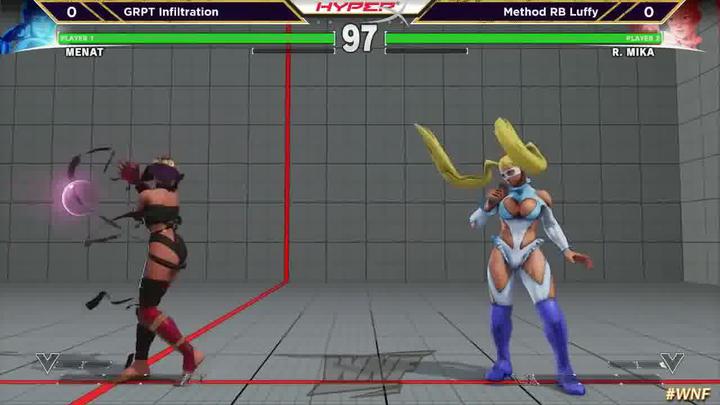 0 GRPT Infiltration HYPER Method RB Luffy 0
PLAYER 1 97 PLAYER 2
MENAT R. MIKA
WNF
#WNF